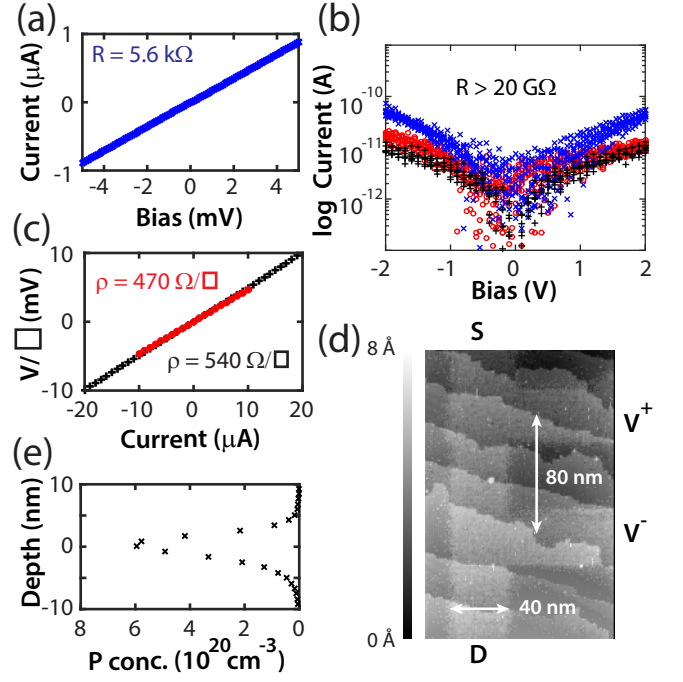 (a)
R = 5.6 kΩ
Current (μA)
1
0
-1
-4 -2 0 2 4
Bias (mV)
(b)
R > 20 GΩ
log Current (A)
10⁻¹⁰
10⁻¹¹
10⁻¹²
-2 -1 0 1 2
Bias (V)
(c)
ρ = 470 Ω/□
ρ = 540 Ω/□
V/□ (mV)
10
0
-10
-20 -10 0 10 20
Current (μA)
(d)
S
8 Å
V⁺
80 nm
V⁻
40 nm
0 Å
D
(e)
Depth (nm)
10
0
-10
8 6 4 2 0
P conc. (10²⁰cm⁻³)